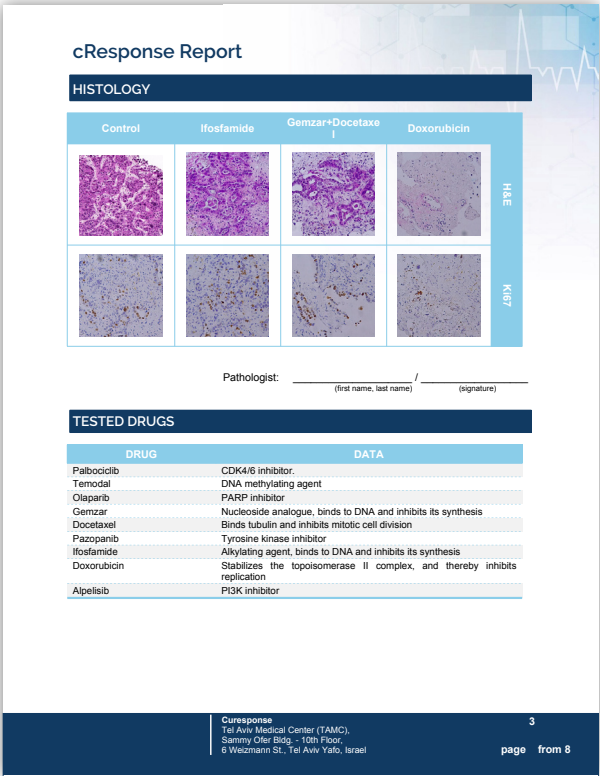 cResponse Report
HISTOLOGY
Control
Ifosfamide
Gemzar+Docetaxe
l
Doxorubicin
H&E
Ki67
Pathologist: ____________________ / __________________
(first name, last name) (signature)
TESTED DRUGS
DRUG DATA
Palbociclib CDK4/6 inhibitor.
Temodal DNA methylating agent
Olaparib PARP inhibitor
Gemzar Nucleoside analogue, binds to DNA and inhibits its synthesis
Docetaxel Binds tubulin and inhibits mitotic cell division
Pazopanib Tyrosine kinase inhibitor
Ifosfamide Alkylating agent, binds to DNA and inhibits its synthesis
Doxorubicin Stabilizes the topoisomerase II complex, and thereby inhibits
replication
Alpelisib PI3K inhibitor
Curesponse
Tel Aviv Medical Center (TAMC),
Sammy Ofer Bldg. - 10th Floor,
6 Weizmann St., Tel Aviv Yafo, Israel
3
page from 8